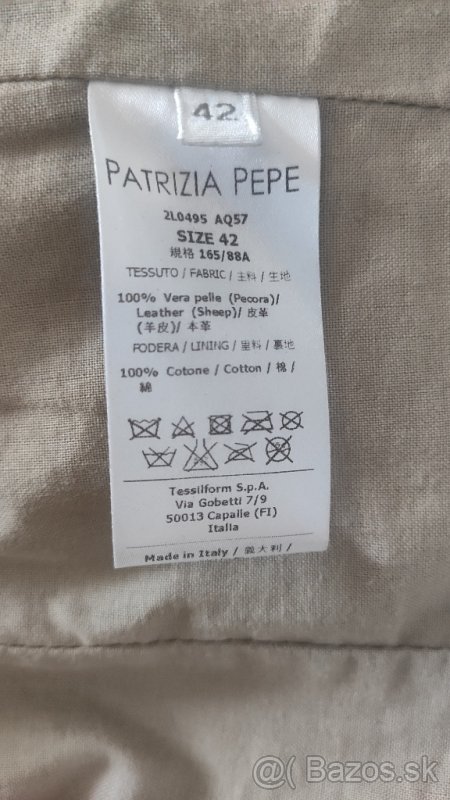 42
PATRIZIA PEPE
2L0495 AQ57
SIZE 42
規格 165/88A
TESSUTO / FABRIC / 主料 / 生地
100% Vera pelle (Pecora)/
Leather (Sheep)/ 皮革
(羊皮)/ 本革
FODERA / LINING / 里料 / 裏地
100% Cotone / Cotton / 棉 /
綿
Tessilform S.p.A.
Via Gobetti 7/9
50013 Capalle (FI)
Italia
Made in Italy / 義大利 /
@( Bazos.sk